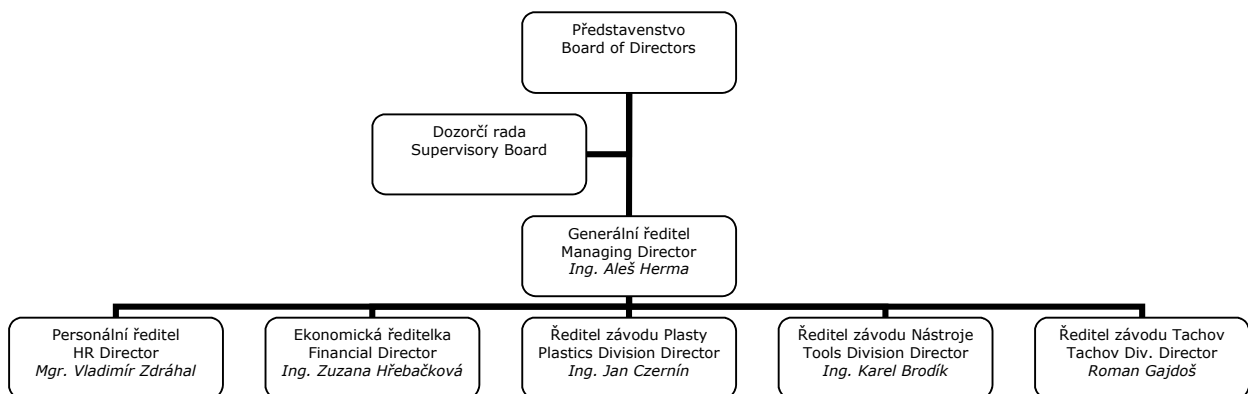 Představenstvo
Board of Directors
Dozorčí rada
Supervisory Board
Generální ředitel
Managing Director
Ing. Aleš Herma
Personální ředitel
HR Director
Mgr. Vladimír Zdráhal
Ekonomická ředitelka
Financial Director
Ing. Zuzana Hřebačková
Ředitel závodu Plasty
Plastics Division Director
Ing. Jan Czernín
Ředitel závodu Nástroje
Tools Division Director
Ing. Karel Brodík
Ředitel závodu Tachov
Tachov Div. Director
Roman Gajdoš